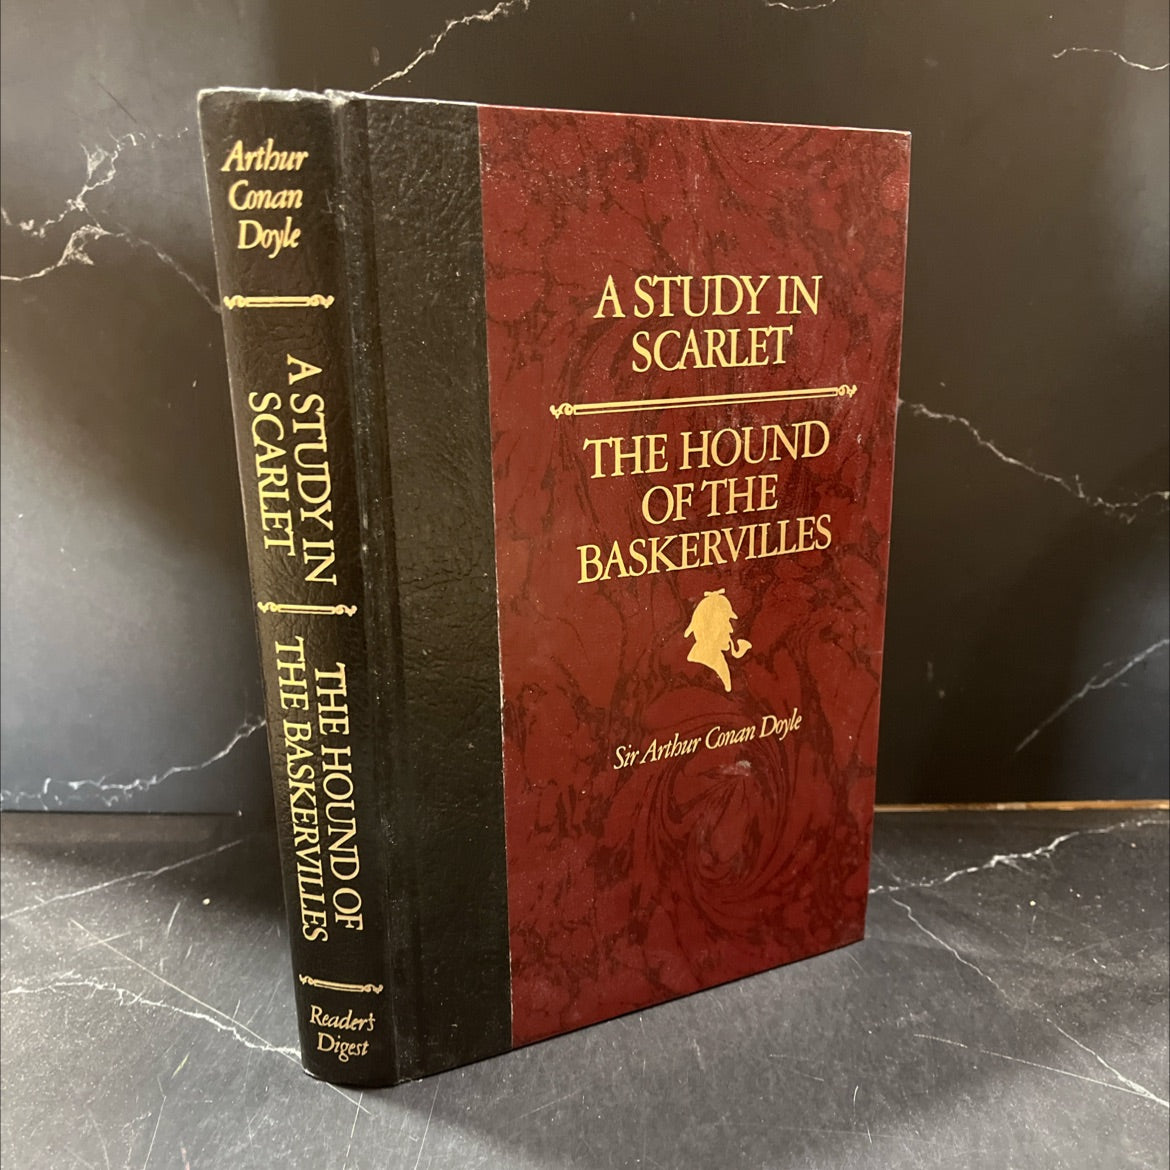 Arthur
Conan
Doyle
A STUDY IN
SCARLET
THE HOUND OF
THE BASKERVILLES
Reader's
Digest
A STUDY IN
SCARLET
THE HOUND
OF THE
BASKERVILLES
Sir Arthur Conan Doyle